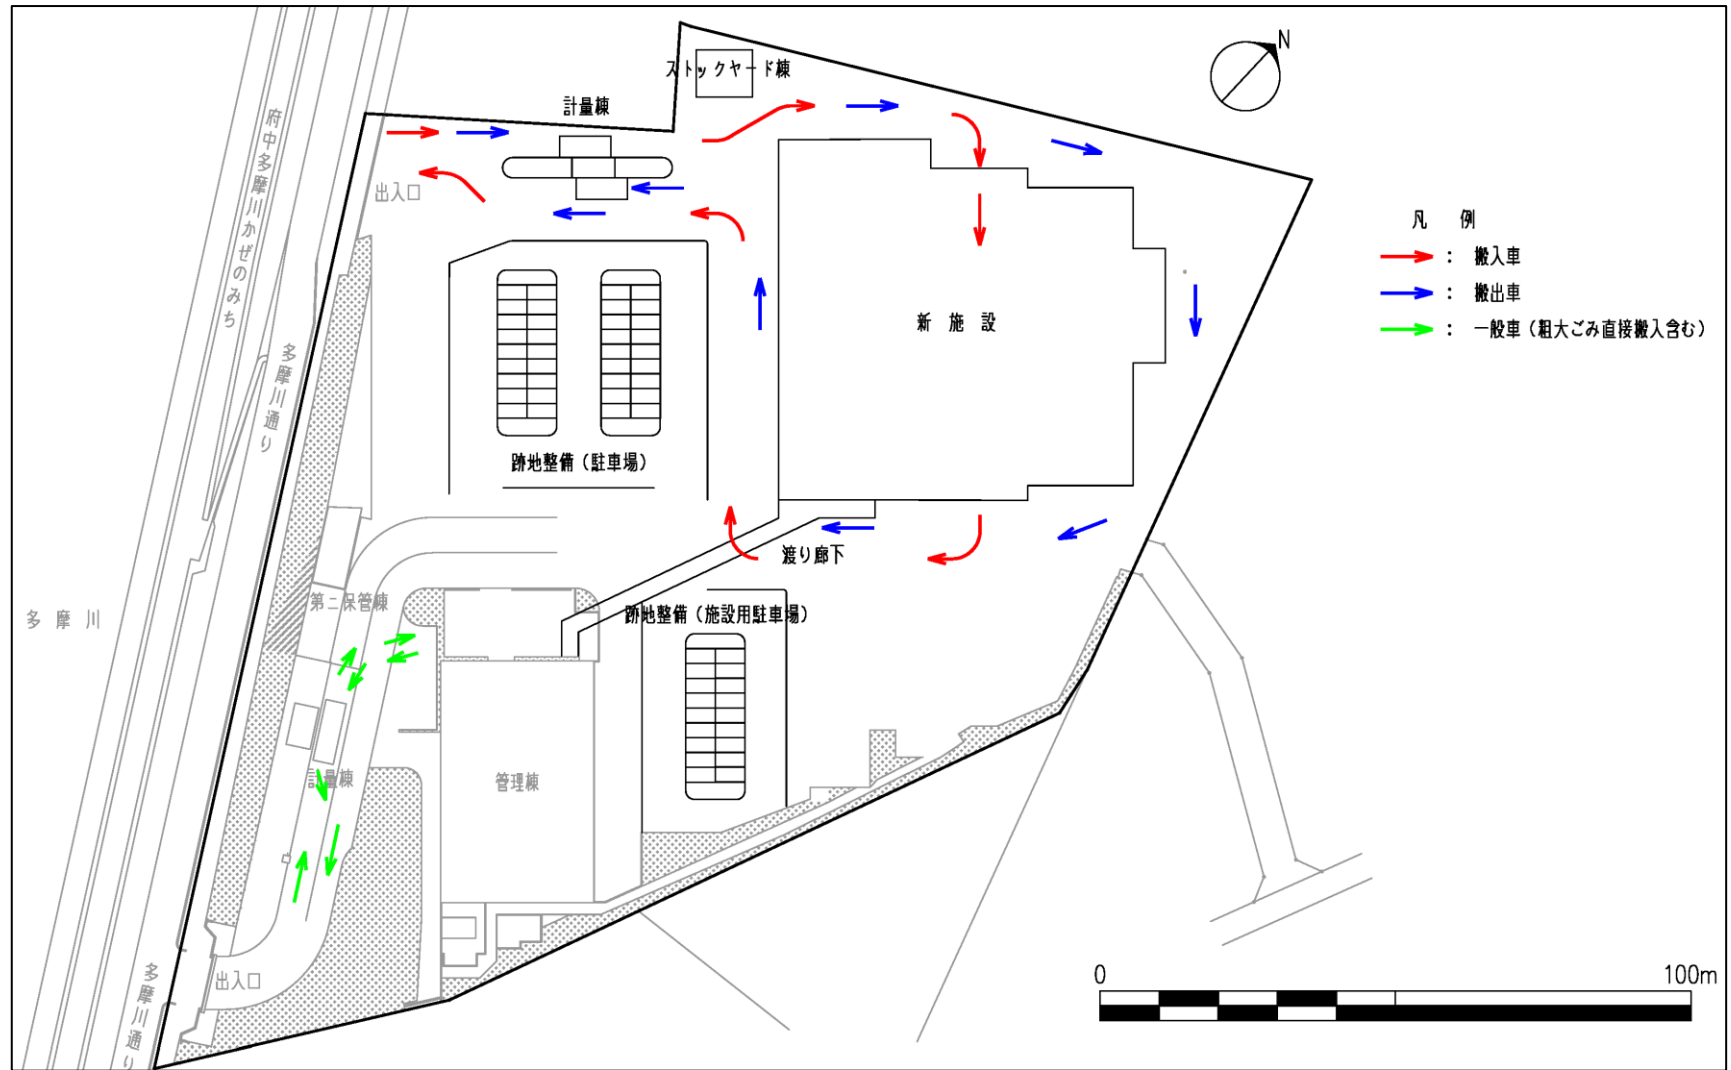 ストックヤード棟
N
計量棟
府中多摩川かぜのみち
出入口
凡 例
： 搬入車
： 搬出車
： 一般車（粗大ごみ直接搬入含む）
新 施 設
多摩川通り
跡地整備（駐車場）
渡り廊下
第二保管棟
跡地整備（施設用駐車場）
多 摩 川
計量棟
管理棟
出入口
多摩川通り
0
100m